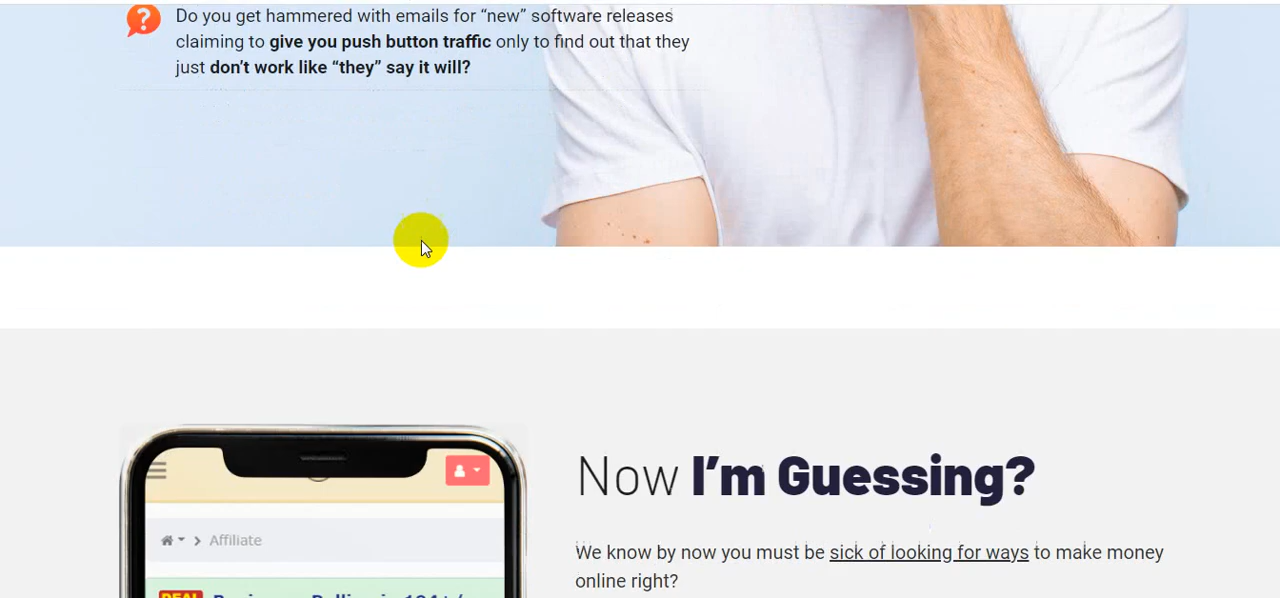 Do you get hammered with emails for “new” software releases
claiming to give you push button traffic only to find out that they
just don’t work like “they” say it will?
Now I’m Guessing?
We know by now you must be sick of looking for ways to make money
online right?
Affiliate